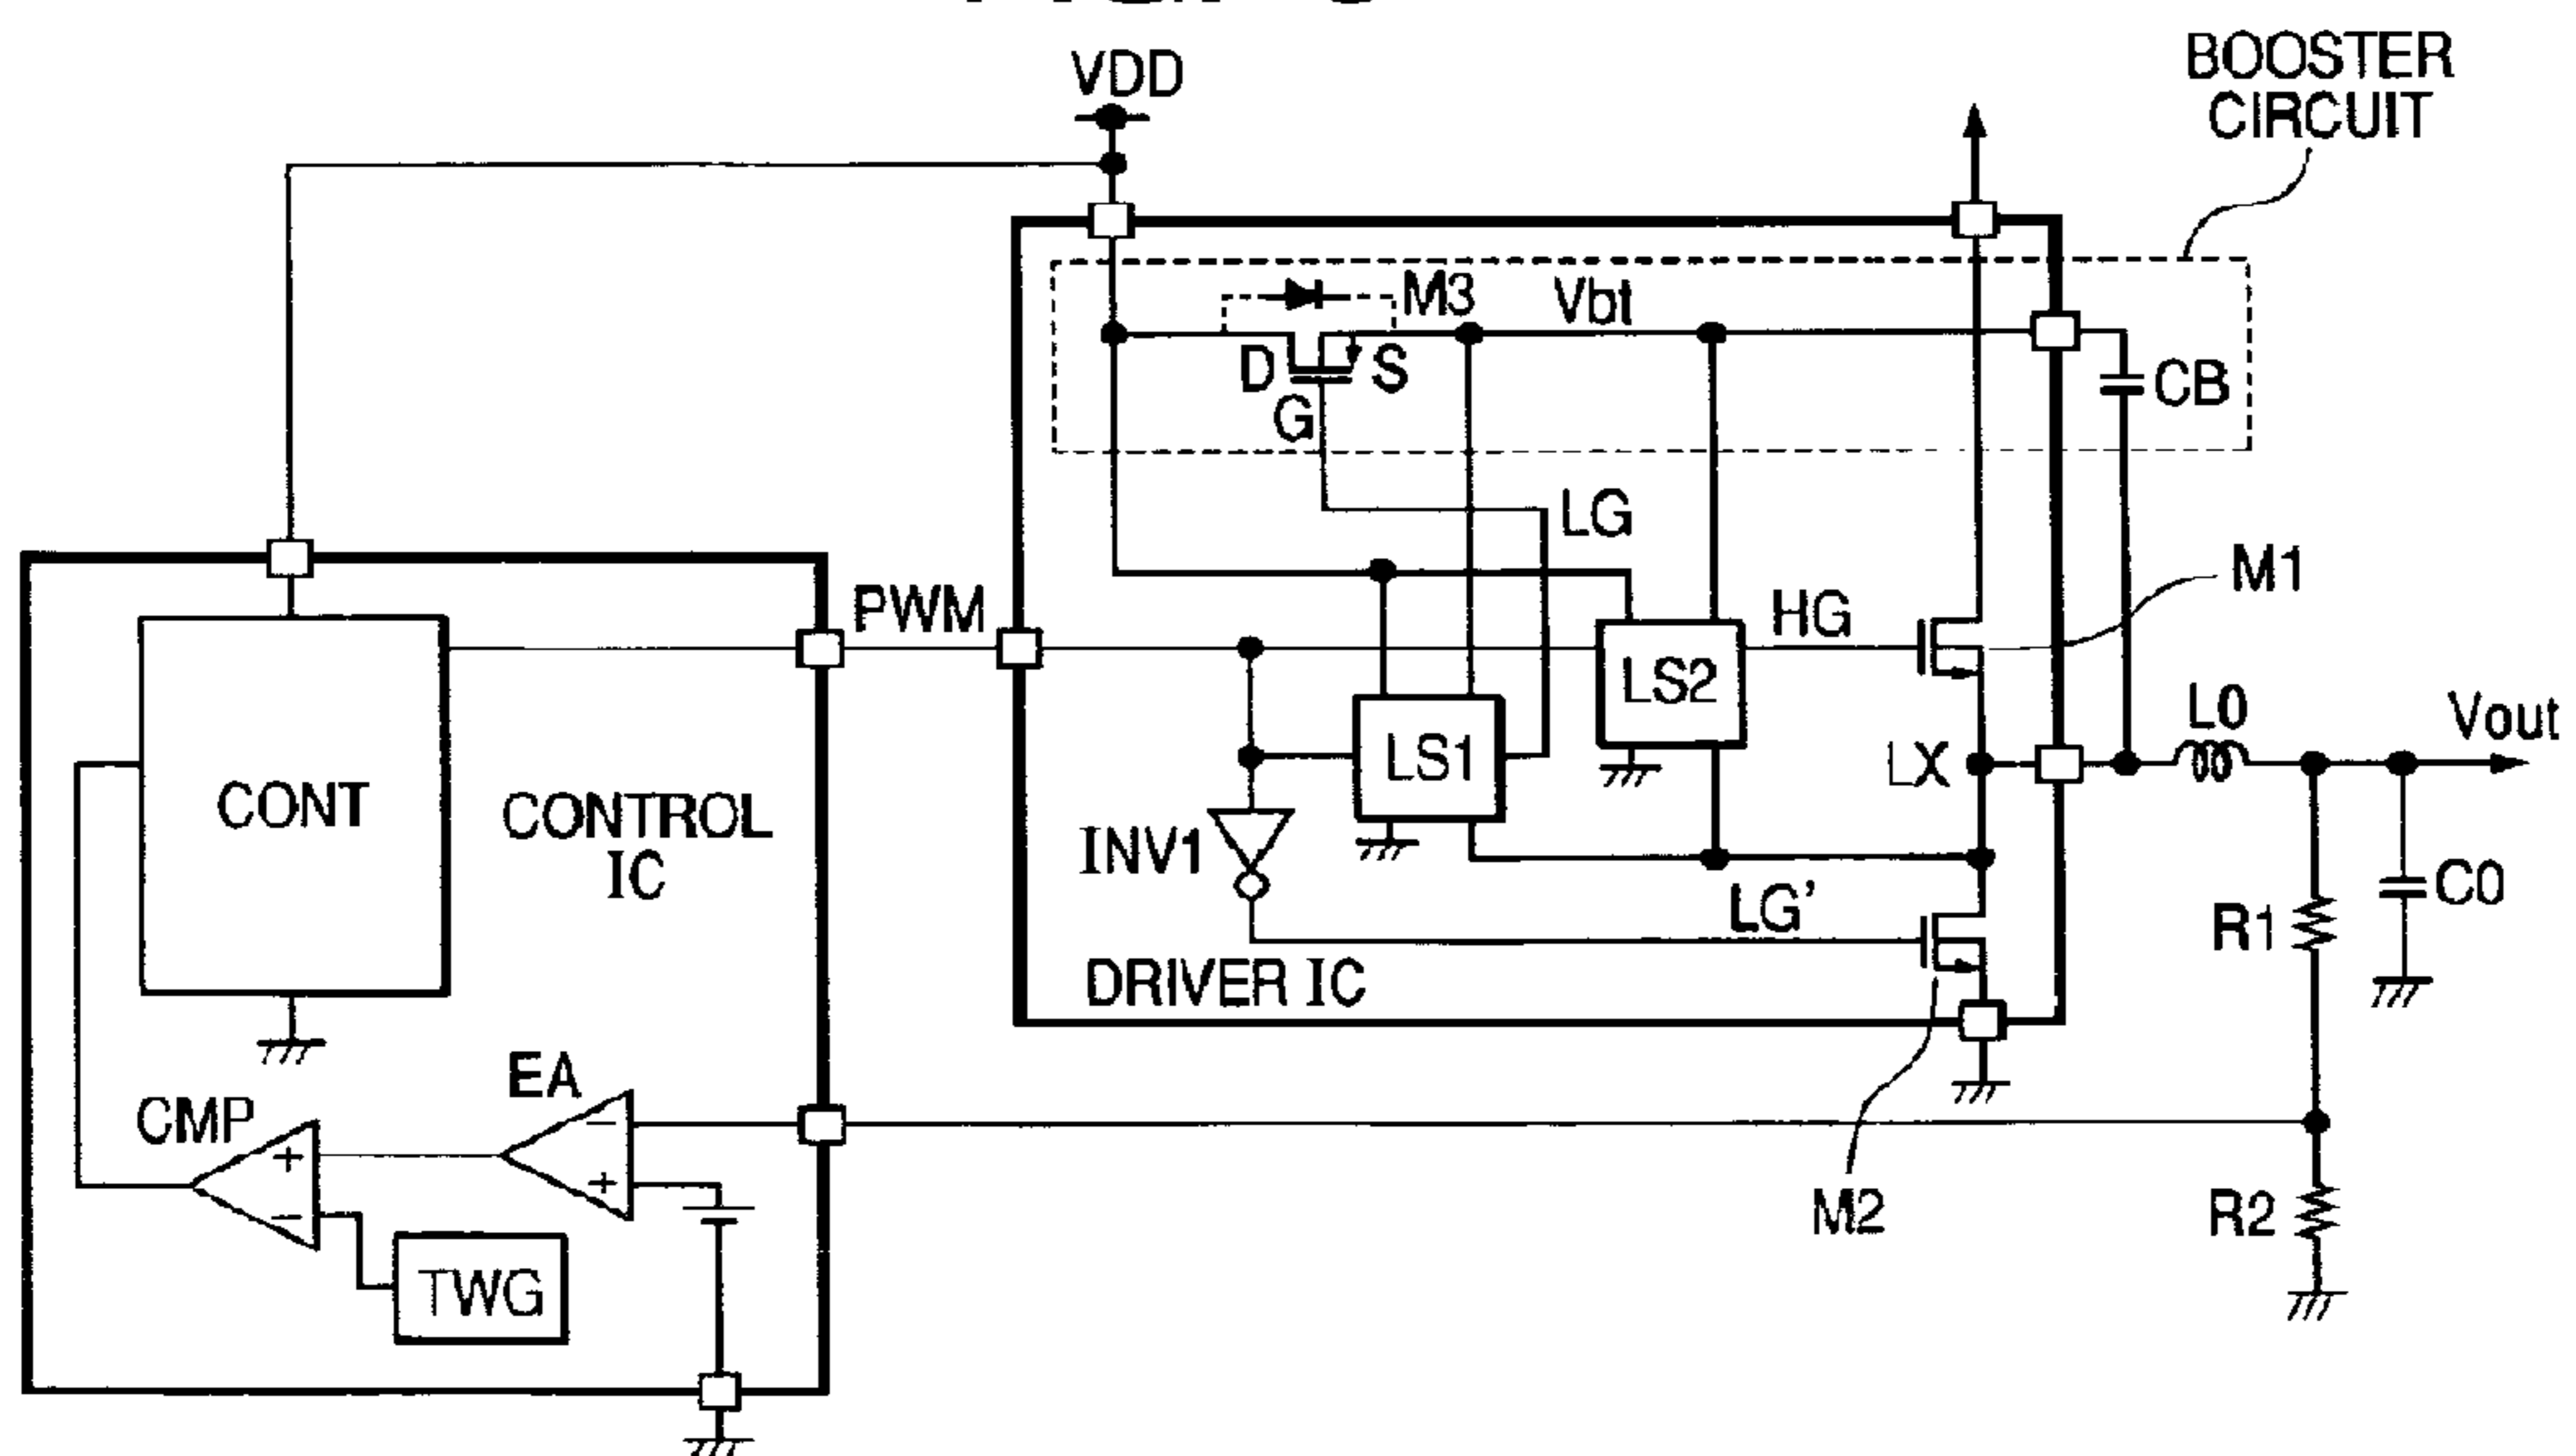 BOOSTER
CIRCUIT
VDD
M3
Vbt
D
S
G
CB
LG
M1
PWM
HG
LS2
LS1
LX
L0
Vout
CONT
CONTROL
IC
INV1
LG'
C0
R1
DRIVER IC
EA
CMP
−
+
+
−
M2
R2
TWG